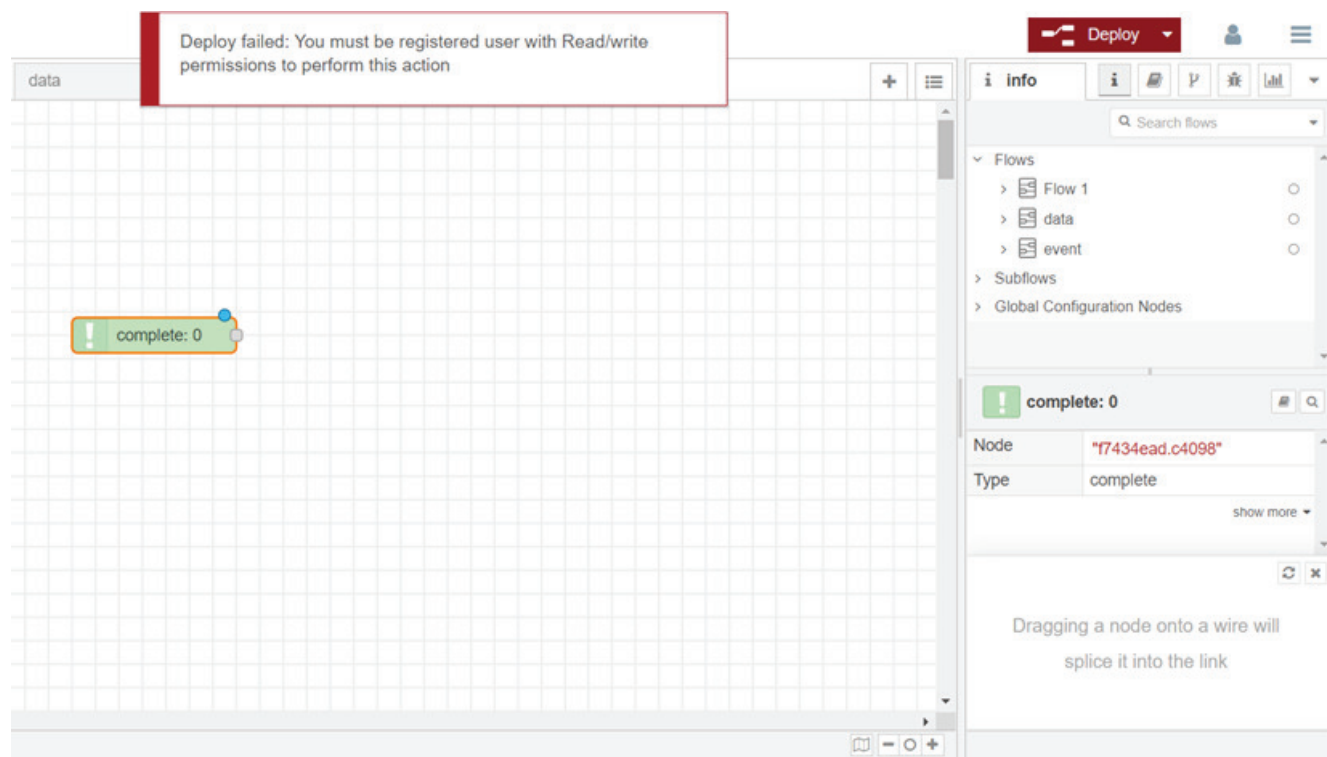 Deploy failed: You must be registered user with Read/write
permissions to perform this action
Deploy
data
i info
i
Search flows
Flows
Flow 1
data
event
Subflows
Global Configuration Nodes
complete: 0
complete: 0
Node "f7434ead.c4098"
Type complete
show more
Dragging a node onto a wire will
splice it into the link